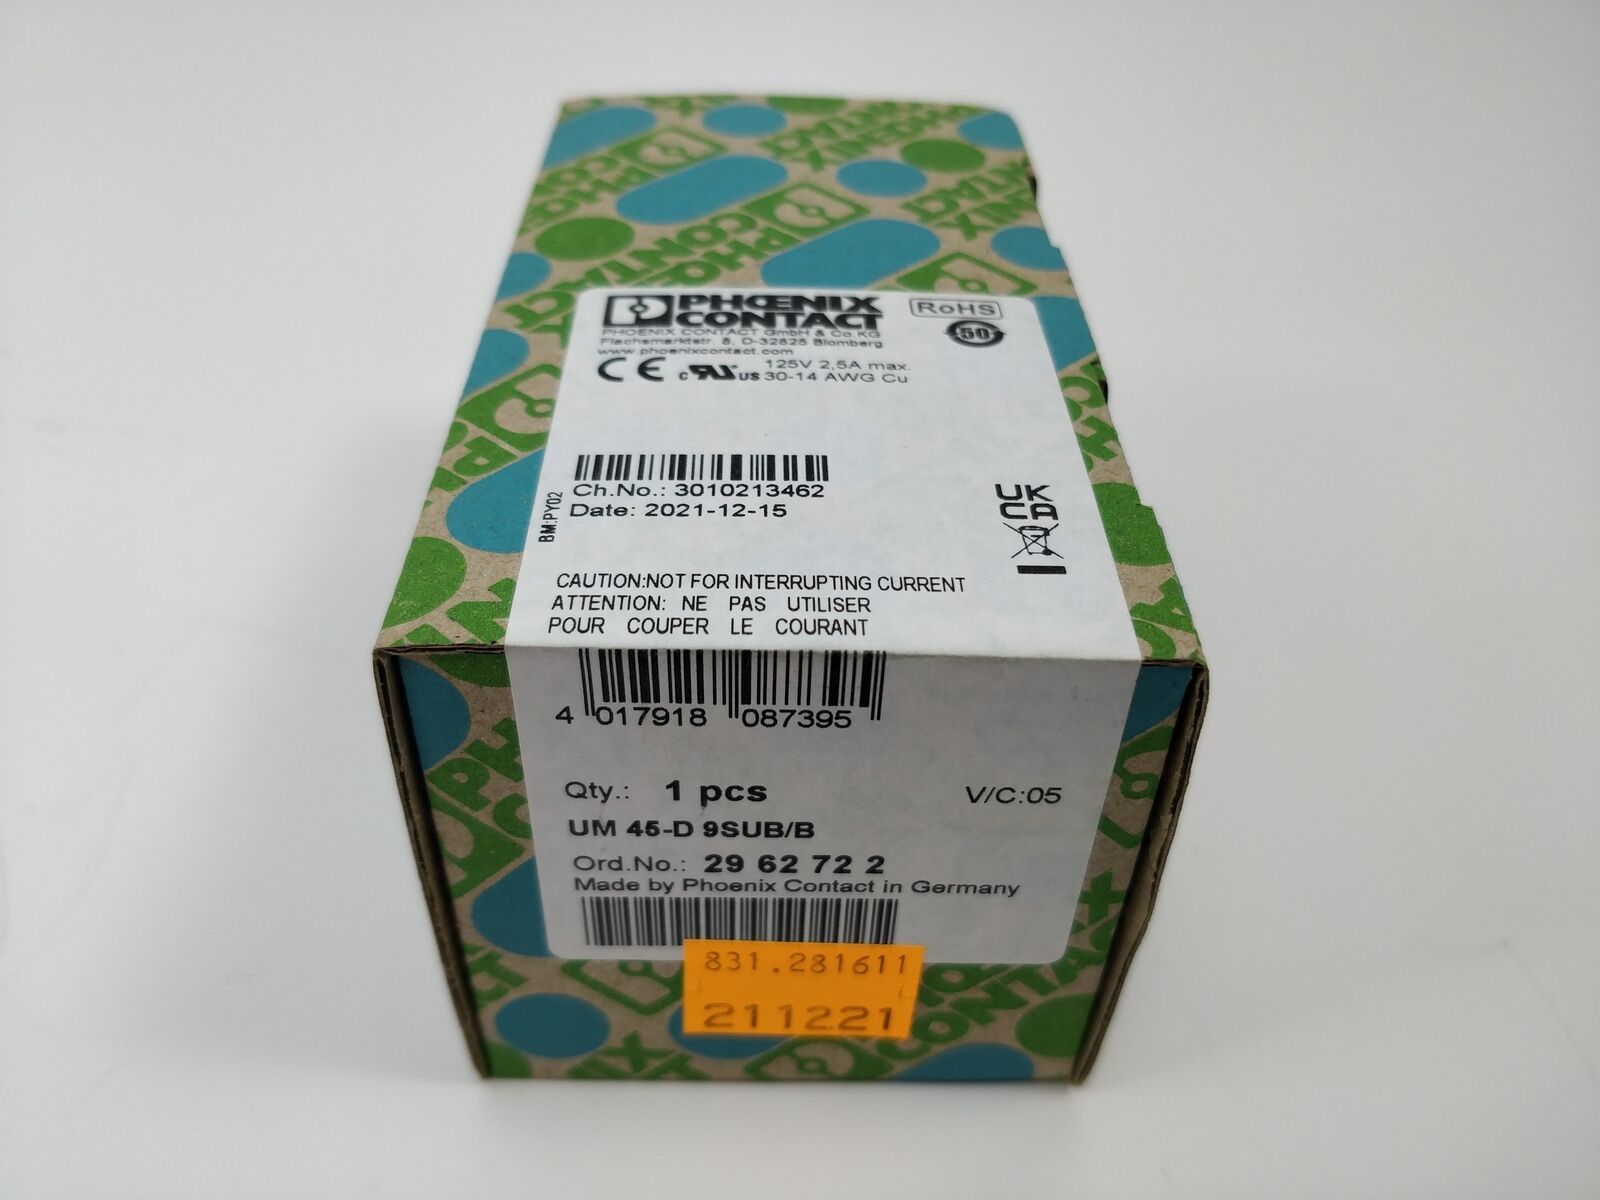 PHŒNIX
CONTACT
RoHS
50
PHOENIX CONTACT GmbH & Co.KG
Flachsmarktstr. 8, D-32825 Blomberg
www.phoenixcontact.com
CE c RU US 125V 2,5A max.
30-14 AWG Cu
Ch.No.: 3010213462
Date: 2021-12-15
BM:PY02
UK
CA
CAUTION:NOT FOR INTERRUPTING CURRENT
ATTENTION: NE PAS UTILISER
POUR COUPER LE COURANT
4 017918 087395
Qty.: 1 pcs V/C:05
UM 45-D 9SUB/B
Ord.No.: 29 62 72 2
Made by Phoenix Contact in Germany
831.281611
211221